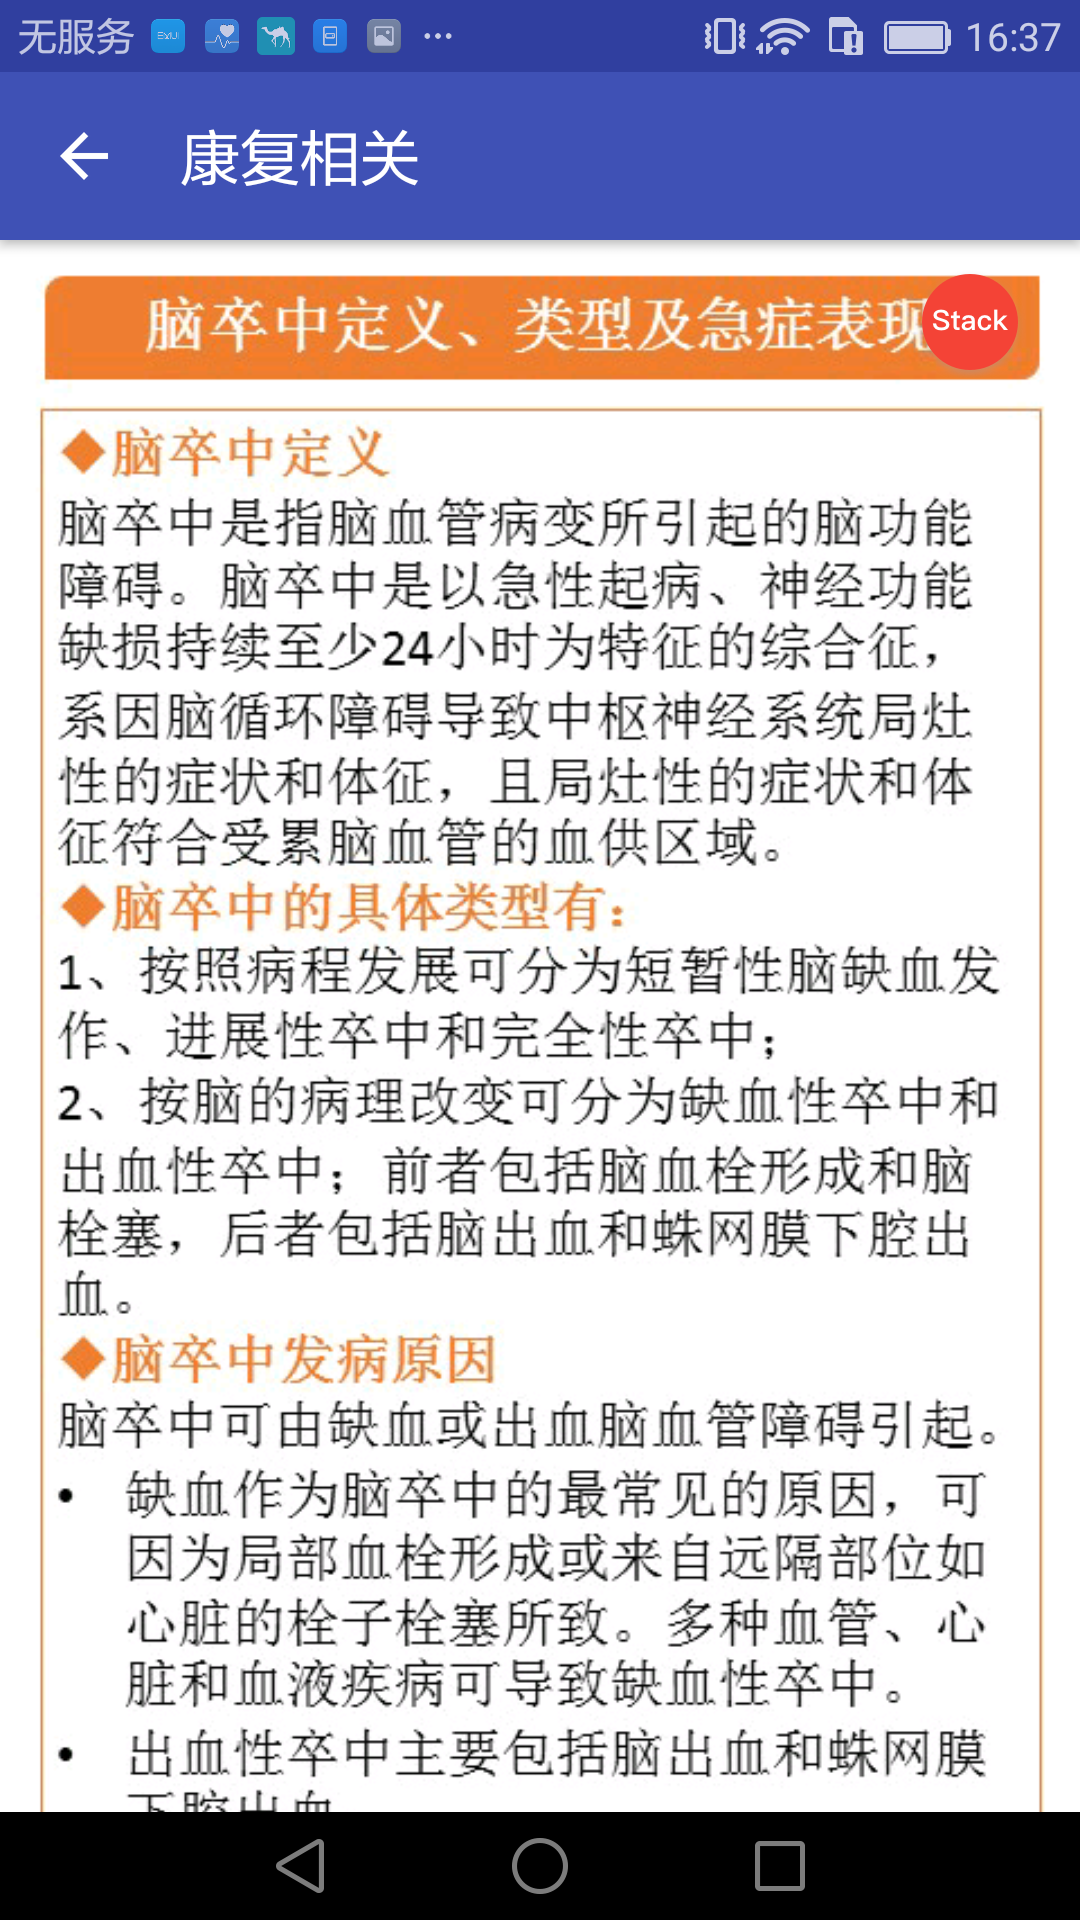 无服务
16:37
康复相关
脑卒中定义、类型及急症表现
Stack
◆脑卒中定义
脑卒中是指脑血管病变所引起的脑功能
障碍。脑卒中是以急性起病、神经功能
缺损持续至少24小时为特征的综合征，
系因脑循环障碍导致中枢神经系统局灶
性的症状和体征，且局灶性的症状和体
征符合受累脑血管的血供区域。
◆脑卒中的具体类型有：
1、按照病程发展可分为短暂性脑缺血发
作、进展性卒中和完全性卒中；
2、按脑的病理改变可分为缺血性卒中和
出血性卒中；前者包括脑血栓形成和脑
栓塞，后者包括脑出血和蛛网膜下腔出
血。
◆脑卒中发病原因
脑卒中可由缺血或出血脑血管障碍引起。
• 缺血作为脑卒中的最常见的原因，可
因为局部血栓形成或来自远隔部位如
心脏的栓子栓塞所致。多种血管、心
脏和血液疾病可导致缺血性卒中。
• 出血性卒中主要包括脑出血和蛛网膜
下腔出血